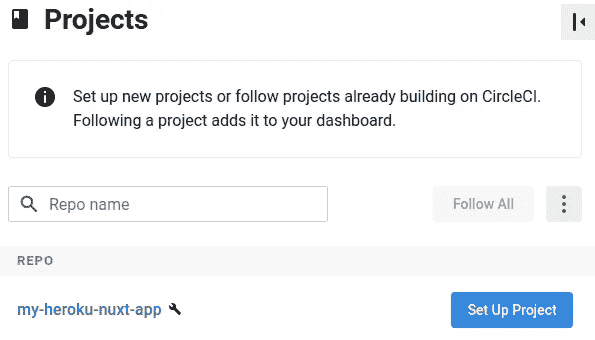 Projects
Set up new projects or follow projects already building on CircleCI.
Following a project adds it to your dashboard.
Repo name
Follow All
REPO
my-heroku-nuxt-app
Set Up Project